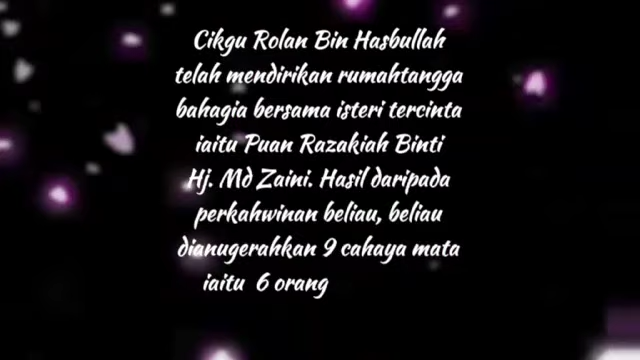 Cikgu Rolan Bin Hasbullah
telah mendirikan rumahtangga
bahagia bersama isteri tercinta
iaitu Puan Razakiah Binti
Hj. Md Zaini. Hasil daripada
perkahwinan beliau, beliau
dianugerahkan 9 cahaya mata
iaitu 6 orang